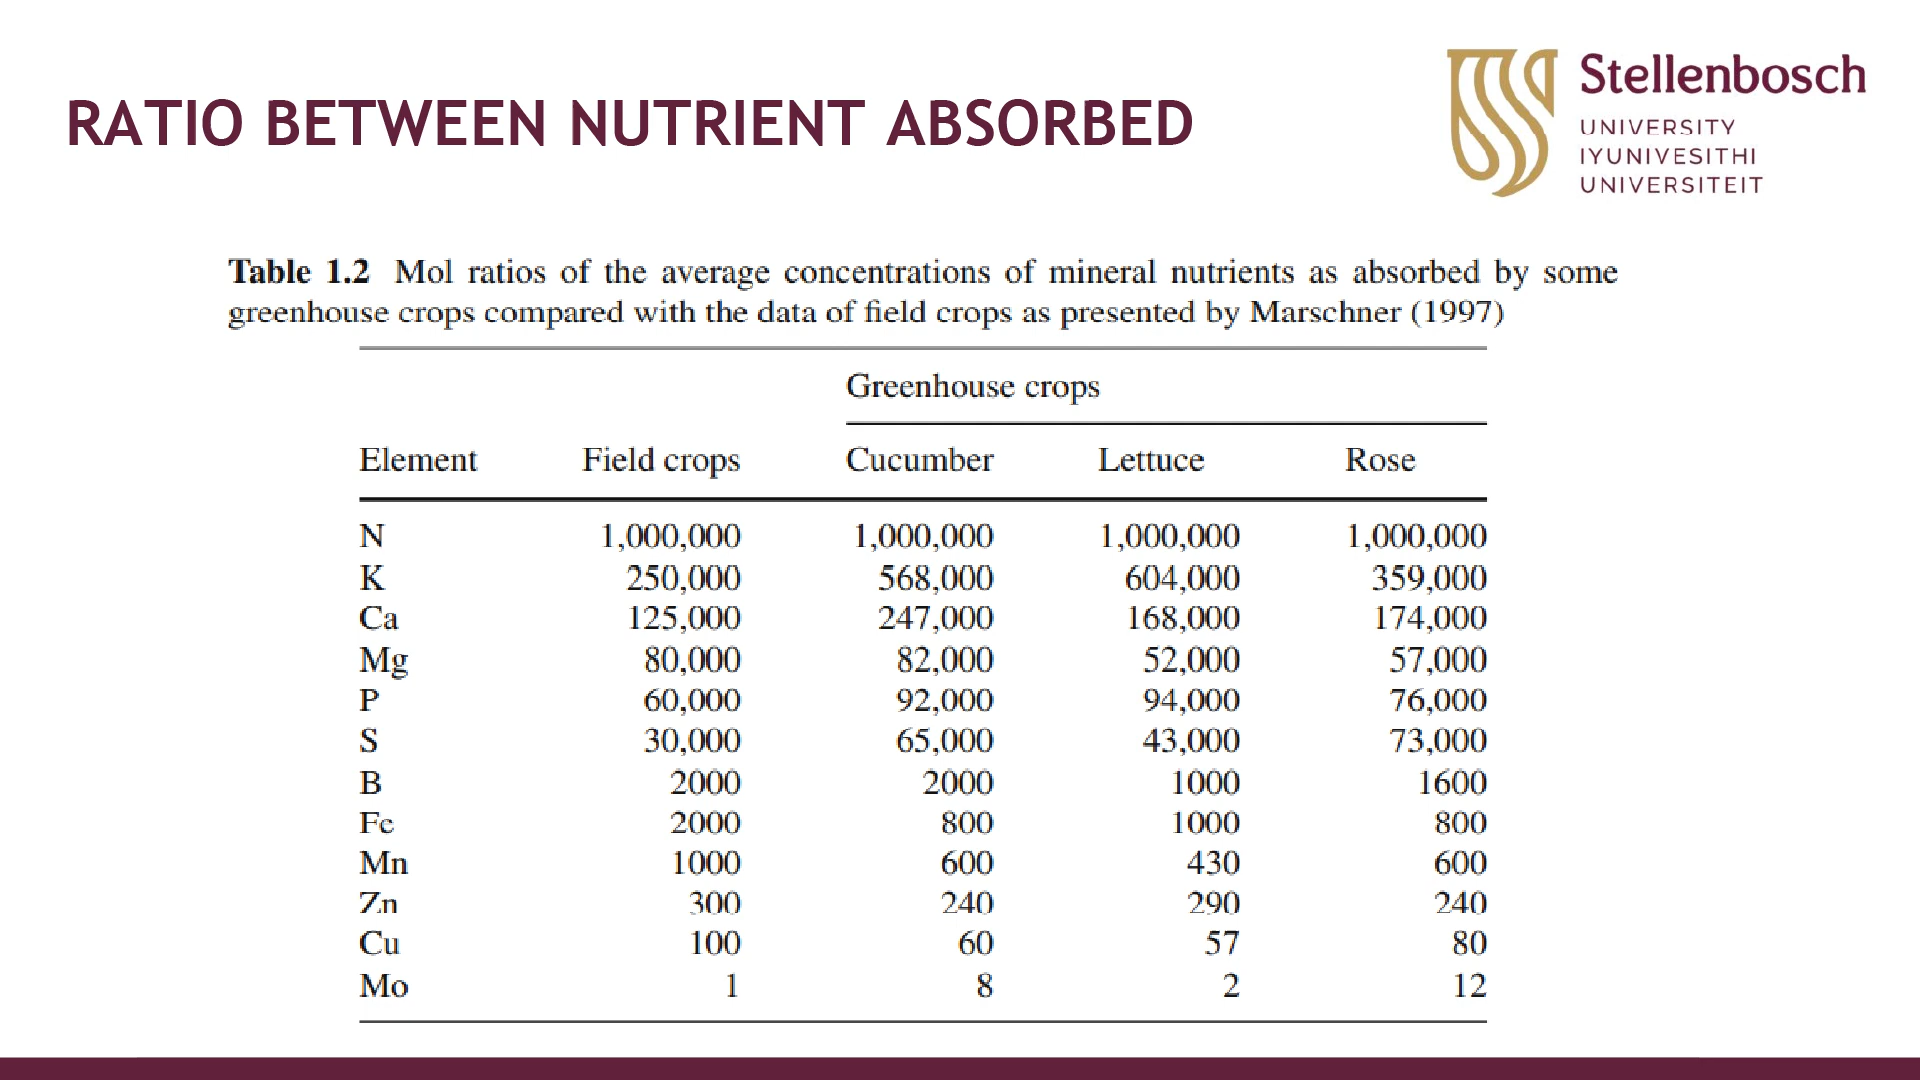 RATIO BETWEEN NUTRIENT ABSORBED
Stellenbosch
UNIVERSITY
IYUNIVESITHI
UNIVERSITEIT
Table 1.2 Mol ratios of the average concentrations of mineral nutrients as absorbed by some
greenhouse crops compared with the data of field crops as presented by Marschner (1997)
Greenhouse crops
Element Field crops Cucumber Lettuce Rose
N 1,000,000 1,000,000 1,000,000 1,000,000
K 250,000 568,000 604,000 359,000
Ca 125,000 247,000 168,000 174,000
Mg 80,000 82,000 52,000 57,000
P 60,000 92,000 94,000 76,000
S 30,000 65,000 43,000 73,000
B 2000 2000 1000 1600
Fe 2000 800 1000 800
Mn 1000 600 430 600
Zn 300 240 290 240
Cu 100 60 57 80
Mo 1 8 2 12